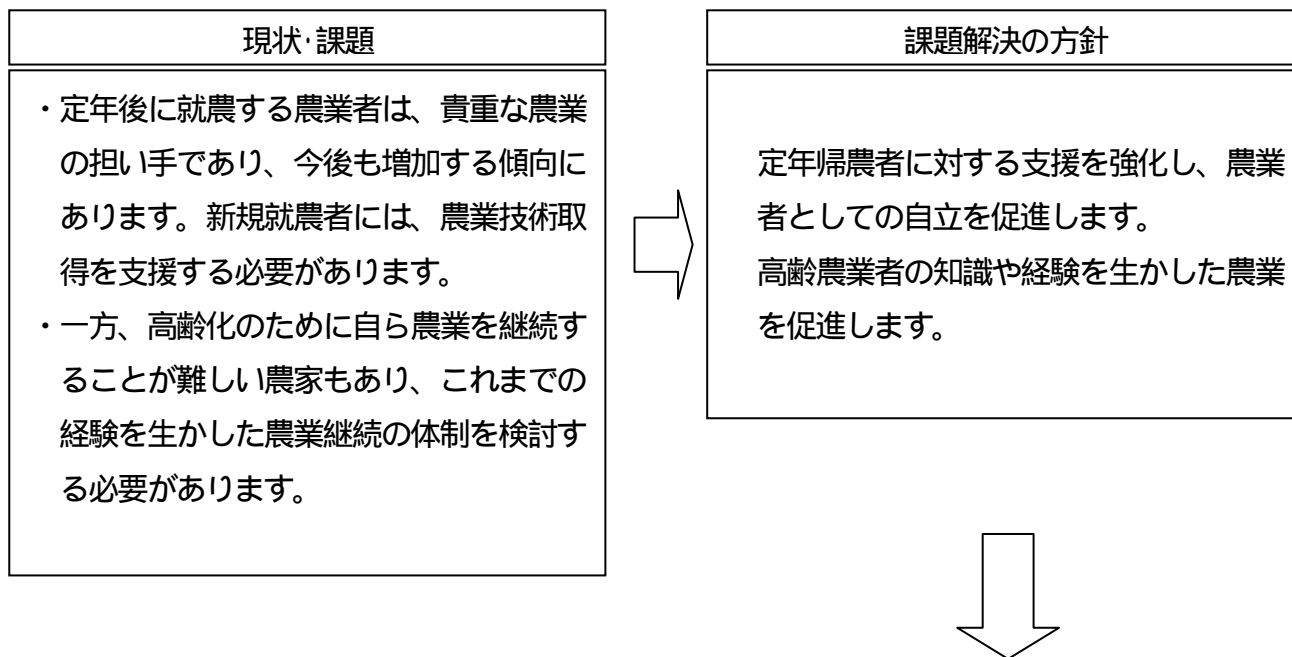 現状・課題
・定年後に就農する農業者は、貴重な農業
の担い手であり、今後も増加する傾向に
あります。新規就農者には、農業技術取
得を支援する必要があります。
・一方、高齢化のために自ら農業を継続す
ることが難しい農家もあり、これまでの
経験を生かした農業継続の体制を検討す
る必要があります。
課題解決の方針
定年帰農者に対する支援を強化し、農業
者としての自立を促進します。
高齢農業者の知識や経験を生かした農業
を促進します。